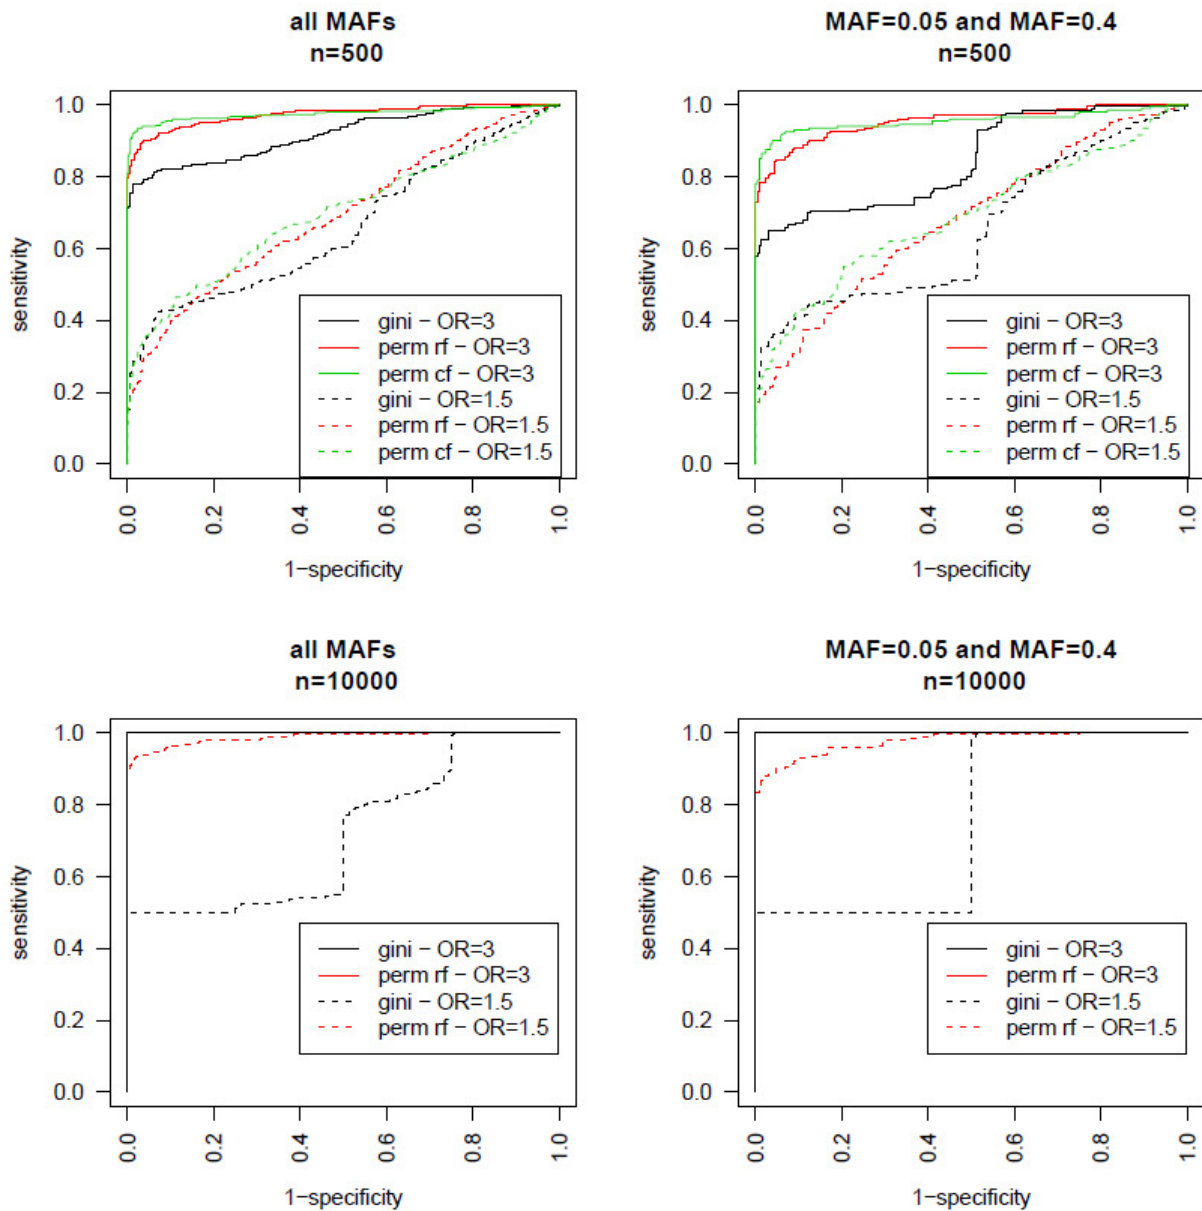 all MAFs
n=500
sensitivity
1.0
0.8
0.6
0.4
0.2
0.0
gini − OR=3
perm rf − OR=3
perm cf − OR=3
gini − OR=1.5
perm rf − OR=1.5
perm cf − OR=1.5
0.0
0.2
0.4
0.6
0.8
1.0
1−specificity
MAF=0.05 and MAF=0.4
n=500
sensitivity
1.0
0.8
0.6
0.4
0.2
0.0
gini − OR=3
perm rf − OR=3
perm cf − OR=3
gini − OR=1.5
perm rf − OR=1.5
perm cf − OR=1.5
0.0
0.2
0.4
0.6
0.8
1.0
1−specificity
all MAFs
n=10000
sensitivity
1.0
0.8
0.6
0.4
0.2
0.0
gini − OR=3
perm rf − OR=3
gini − OR=1.5
perm rf − OR=1.5
0.0
0.2
0.4
0.6
0.8
1.0
1−specificity
MAF=0.05 and MAF=0.4
n=10000
sensitivity
1.0
0.8
0.6
0.4
0.2
0.0
gini − OR=3
perm rf − OR=3
gini − OR=1.5
perm rf − OR=1.5
0.0
0.2
0.4
0.6
0.8
1.0
1−specificity